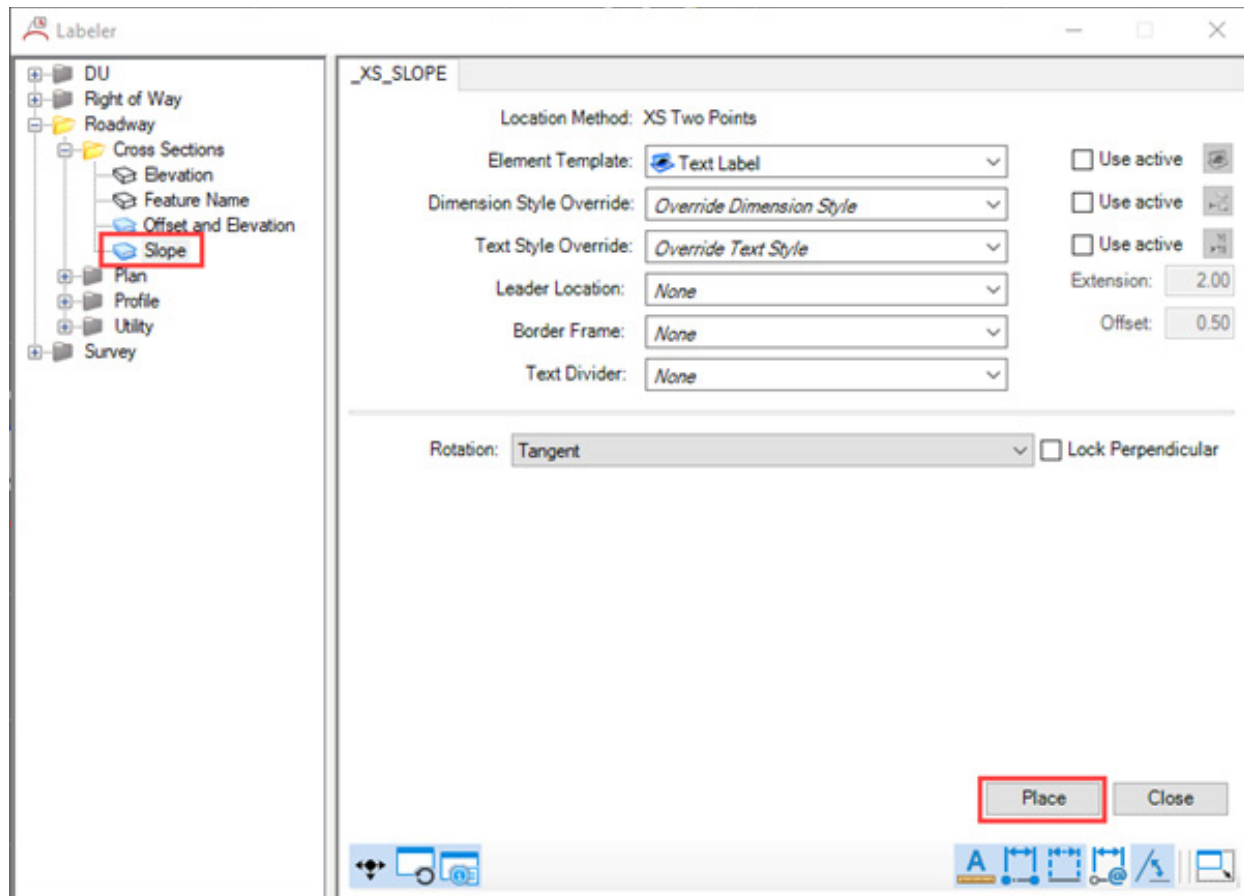 Labeler
DU
Right of Way
Roadway
Cross Sections
Elevation
Feature Name
Offset and Elevation
Slope
Plan
Profile
Utility
Survey
_XS_SLOPE
Location Method: XS Two Points
Element Template: Text Label Use active
Dimension Style Override: Override Dimension Style Use active
Text Style Override: Override Text Style Use active
Leader Location: None Extension: 2.00
Border Frame: None Offset: 0.50
Text Divider: None
Rotation: Tangent Lock Perpendicular
Place Close